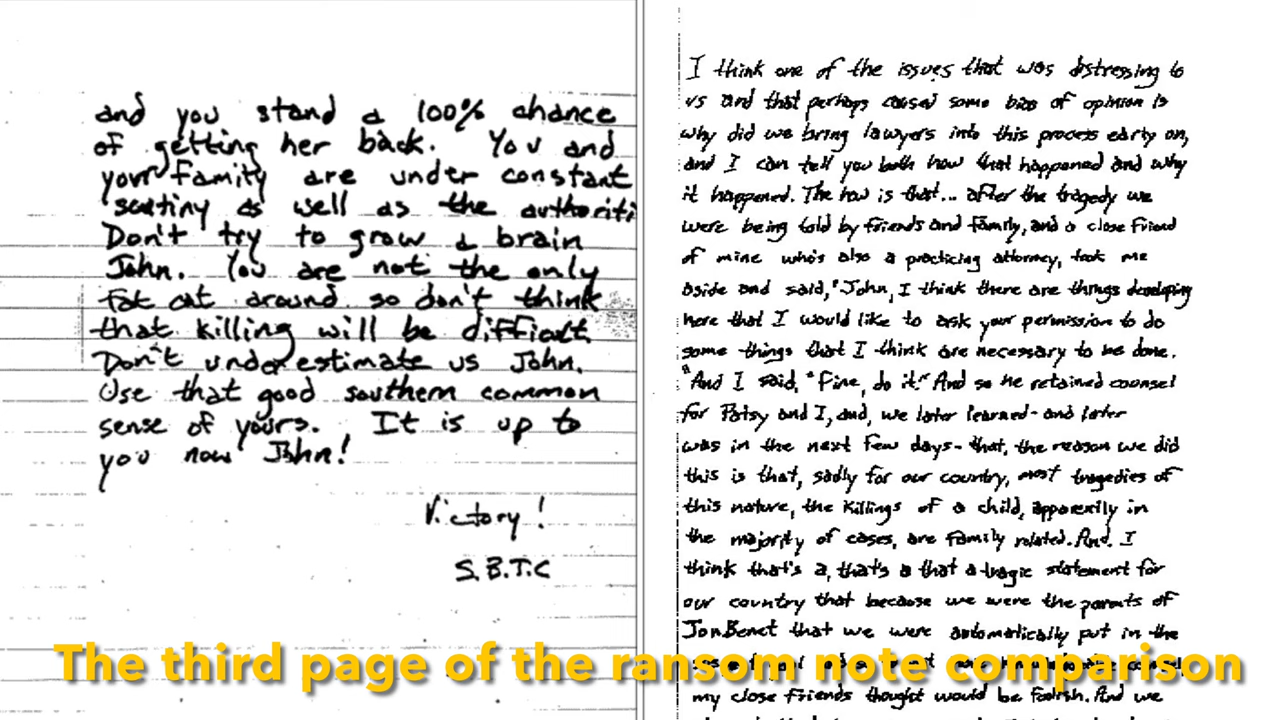 and you stand a 100% chance
of getting her back. You and
your family are under constant
scutiny as well as the authoriti
Don't try to grow a brain
John. You are not the only
fat cat around so don't think
that killing will be difficult.
Don't underestimate us John.
Use that good southern common
sense of yours. It is up to
you now John!
Victory!
S.B.T.C
I think one of the issues that was distressing to
us and that perhaps caused some bias of opinion is
why did we bring lawyers into this process early on,
and I can tell you both how that happened and why
it happened. The how is that... after the tragedy we
were being told by friends and family, and a close friend
of mine who's also a practicing attorney, took me
aside and said, "John, I think there are things developing
here that I would like to ask your permission to do
some things that I think are necessary to be done.
"And I said, "Fine, do it." And so he retained counsel
for Patsy and I, and, we later learned- and later
was in the next few days- that, the reason we did
this is that, sadly for our country, most tragedies of
this nature, the killings of a child, apparently in
the majority of cases, are family related. And. I
think that's a, that's a that a tragic statement for
our country that because we were the parents of
JonBenet that we were automatically put in the
my close friends thought would be foolish. And we
The third page of the ransom note comparison